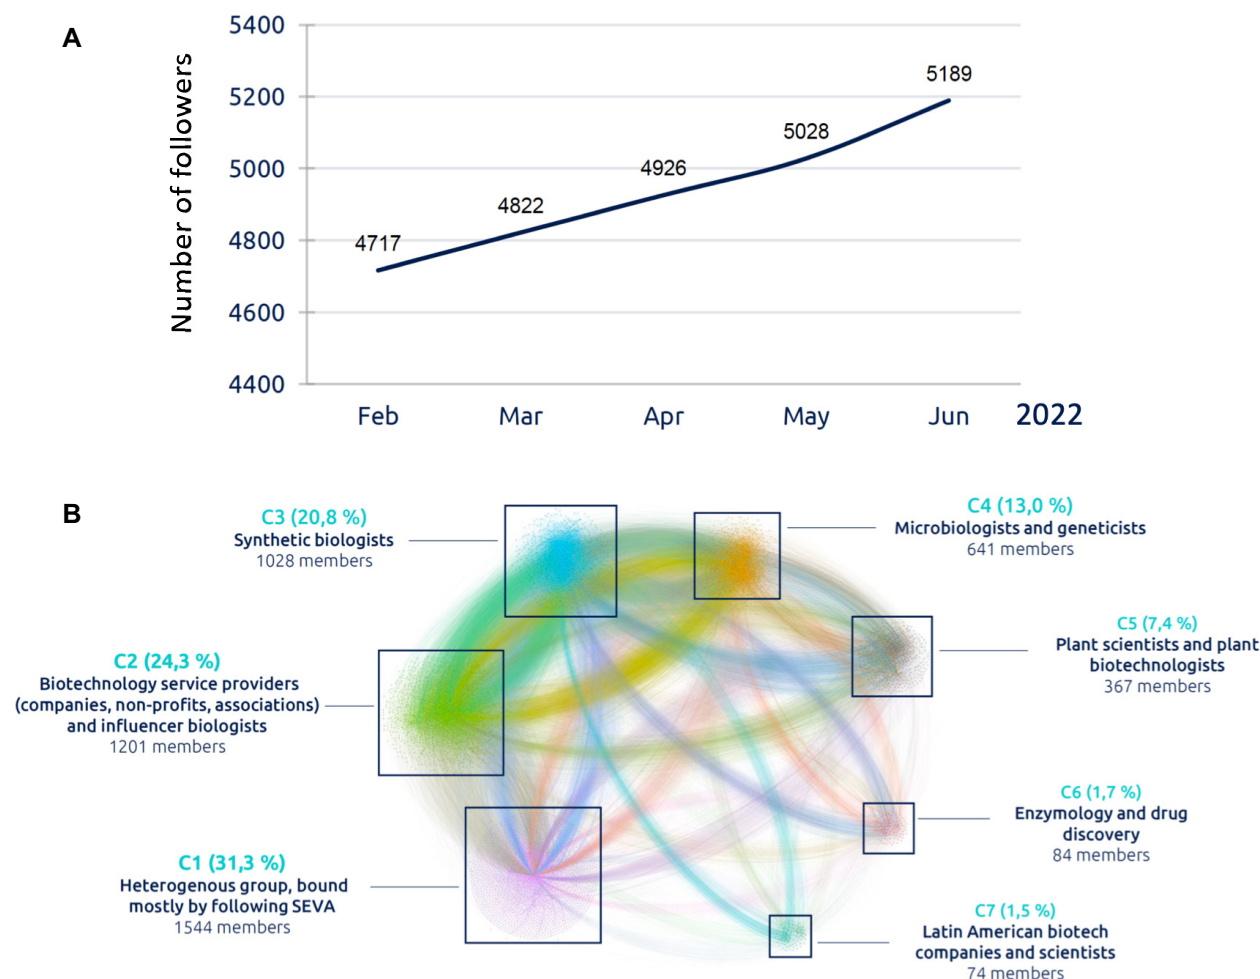 A
Number of followers
5400
5200
5000
4800
4600
4400
4717
4822
4926
5028
5189
Feb
Mar
Apr
May
Jun
2022
B
C3 (20,8 %)
Synthetic biologists
1028 members
C4 (13,0 %)
Microbiologists and geneticists
641 members
C5 (7,4 %)
Plant scientists and plant
biotechnologists
367 members
C2 (24,3 %)
Biotechnology service providers
(companies, non-profits, associations)
and influencer biologists
1201 members
C6 (1,7 %)
Enzymology and drug
discovery
84 members
C1 (31,3 %)
Heterogenous group, bound
mostly by following SEVA
1544 members
C7 (1,5 %)
Latin American biotech
companies and scientists
74 members